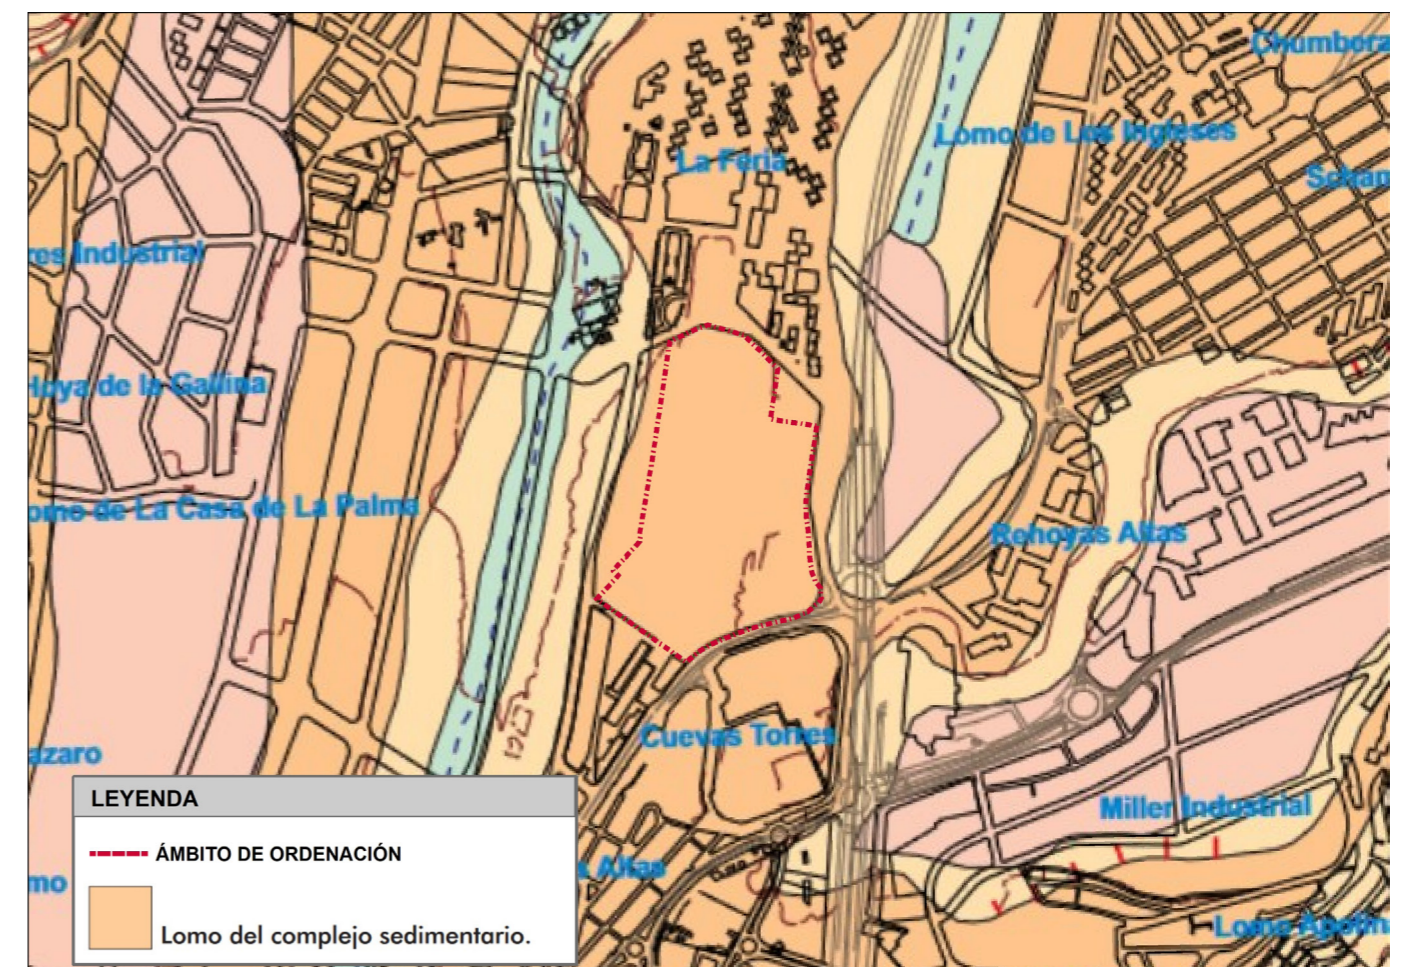 Chumbora
Lomo de Los Ingleses
La Feria
Scham
res Industrial
Hoya de la Gallina
omo de La Casa de La Palma
Rehoyas Altas
Cuevas Torres
azaro
Miller Industrial
LEYENDA
ÁMBITO DE ORDENACIÓN
s Altas
mo
Lomo Apolina
Lomo del complejo sedimentario.